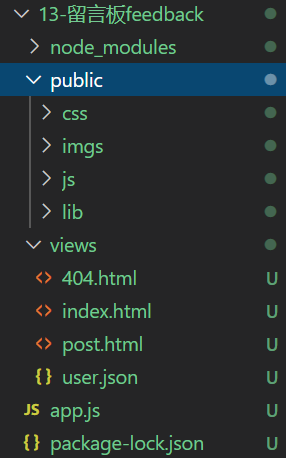 13-留言板feedback
node_modules
public
css
imgs
js
lib
views
<> 404.html U
<> index.html U
<> post.html U
{} user.json U
JS app.js U
{} package-lock.json U